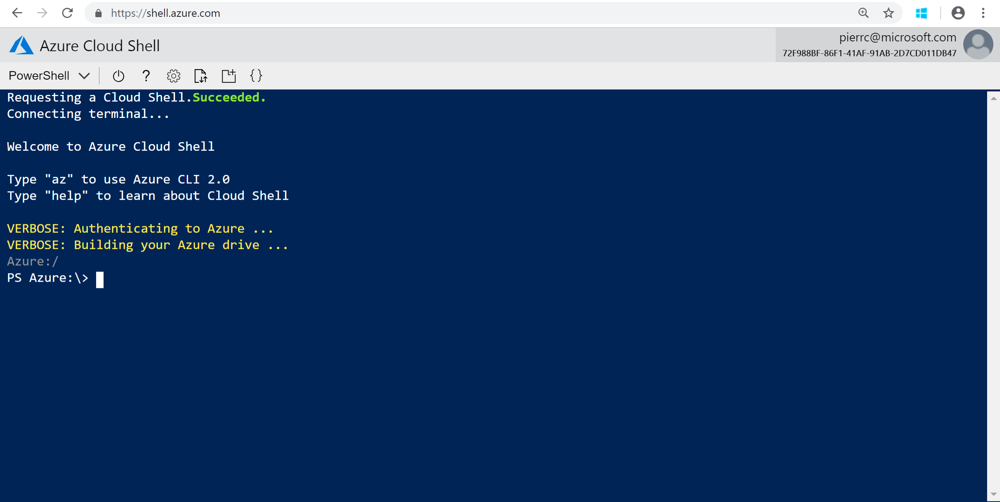 https://shell.azure.com
Azure Cloud Shell
pierrc@microsoft.com
72F988BF-86F1-41AF-91AB-2D7CD011DB47
PowerShell
?
{}
Requesting a Cloud Shell.Succeeded.
Connecting terminal...
Welcome to Azure Cloud Shell
Type "az" to use Azure CLI 2.0
Type "help" to learn about Cloud Shell
VERBOSE: Authenticating to Azure ...
VERBOSE: Building your Azure drive ...
Azure:/
PS Azure:\>